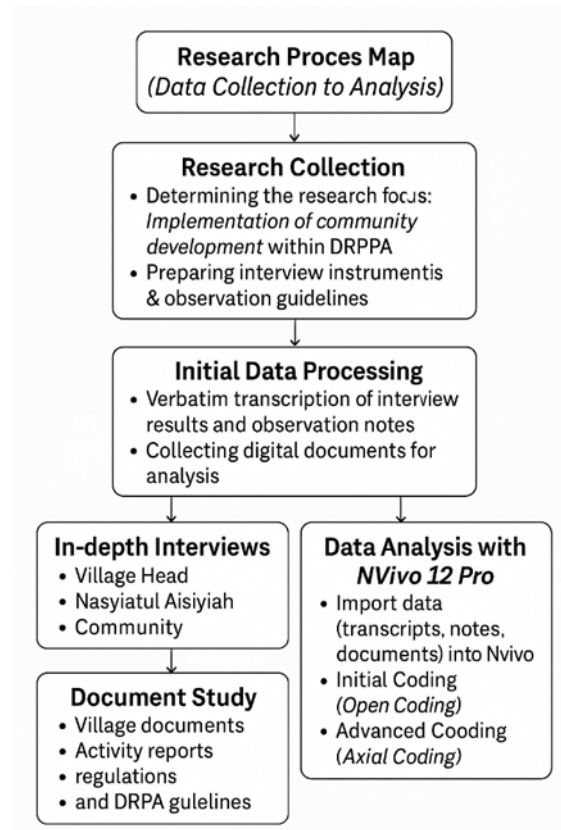 Research Proces Map
(Data Collection to Analysis)
Research Collection
• Determining the research focus:
Implementation of community
development within DRPPA
• Preparing interview instrumentis
& observation guidelines
Initial Data Processing
• Verbatim transcription of interview
results and observation notes
• Collecting digital documents for
analysis
In-depth Interviews
• Village Head
• Nasyiatul Aisiyiah
• Community
Document Study
• Village documents
• Activity reports
• regulations
• and DRPA gulelines
Data Analysis with
NVivo 12 Pro
• Import data
(transcripts, notes,
documents) into Nvivo
• Initial Coding
(Open Coding)
• Advanced Cooding
(Axial Coding)